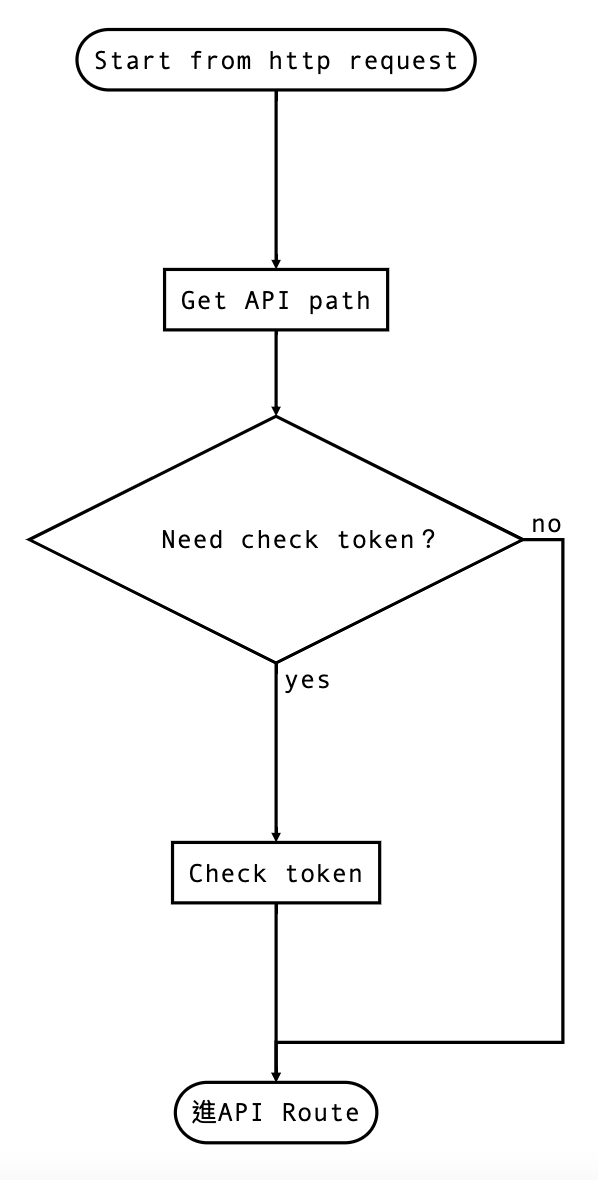 Start from http request
Get API path
Need check token？
no
yes
Check token
進API Route